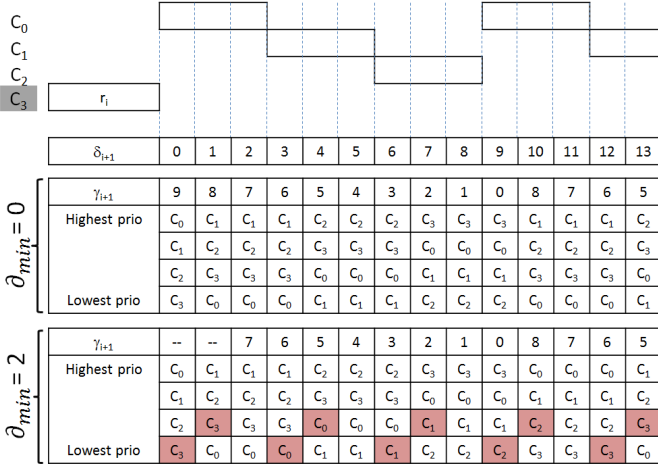 C₀
C₁
C₂
C₃ rᵢ
δᵢ₊₁ 0 1 2 3 4 5 6 7 8 9 10 11 12 13
∂min= 0
γᵢ₊₁ 9 8 7 6 5 4 3 2 1 0 8 7 6 5
Highest prio C₀ C₁ C₁ C₁ C₂ C₂ C₂ C₃ C₃ C₃ C₁ C₁ C₁ C₂
C₁ C₂ C₂ C₂ C₃ C₃ C₃ C₀ C₀ C₀ C₂ C₂ C₂ C₃
C₂ C₃ C₃ C₃ C₀ C₀ C₀ C₁ C₁ C₁ C₃ C₃ C₃ C₀
Lowest prio C₃ C₀ C₀ C₀ C₁ C₁ C₁ C₂ C₂ C₂ C₀ C₀ C₀ C₁
∂min= 2
γᵢ₊₁ -- -- 7 6 5 4 3 2 1 0 8 7 6 5
Highest prio C₀ C₁ C₁ C₁ C₂ C₂ C₂ C₃ C₃ C₃ C₀ C₀ C₀ C₁
C₁ C₂ C₂ C₂ C₃ C₃ C₃ C₀ C₀ C₀ C₁ C₁ C₁ C₂
C₂ C₃ C₃ C₃ C₀ C₀ C₀ C₁ C₁ C₁ C₂ C₂ C₂ C₃
Lowest prio C₃ C₀ C₀ C₀ C₁ C₁ C₁ C₂ C₂ C₂ C₃ C₃ C₃ C₀